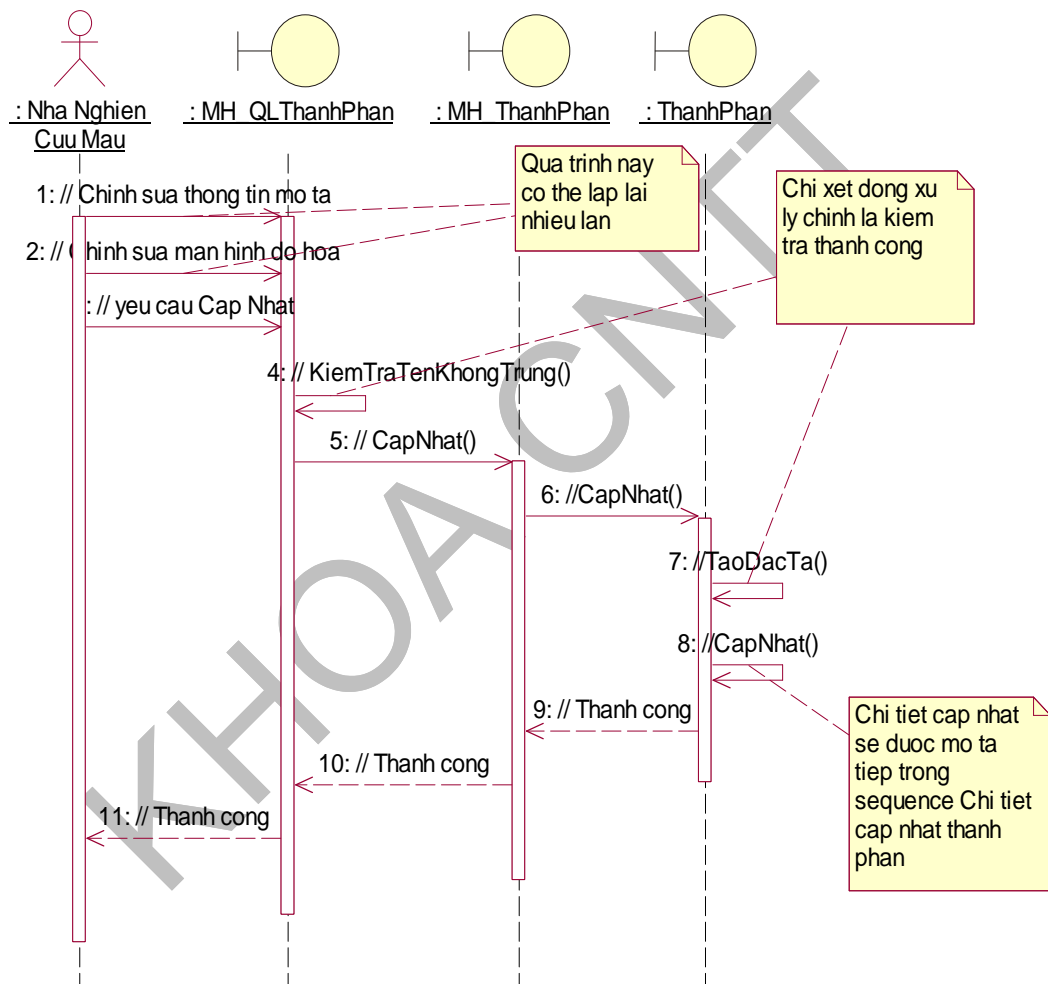 : Nha Nghien
Cuu Mau
: MH_QLThanhPhan
: MH_ThanhPhan
: ThanhPhan
Qua trinh nay
co the lap lai
nhieu lan
Chi xet dong xu
ly chinh la kiem
tra thanh cong
1: // Chinh sua thong tin mo ta
2: // Chinh sua man hinh do hoa
: // yeu cau Cap Nhat
4: // KiemTraTenKhongTrung()
5: // CapNhat()
6: //CapNhat()
7: //TaoDacTa()
8: //CapNhat()
9: // Thanh cong
10: // Thanh cong
11: // Thanh cong
Chi tiet cap nhat
se duoc mo ta
tiep trong
sequence Chi tiet
cap nhat thanh
phan
KHOA CNTT